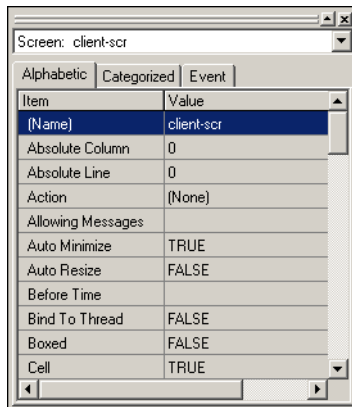 Screen: client-scr
Alphabetic Categorized Event
Item Value
(Name) client-scr
Absolute Column 0
Absolute Line 0
Action (None)
Allowing Messages
Auto Minimize TRUE
Auto Resize FALSE
Before Time
Bind To Thread FALSE
Boxed FALSE
Cell TRUE